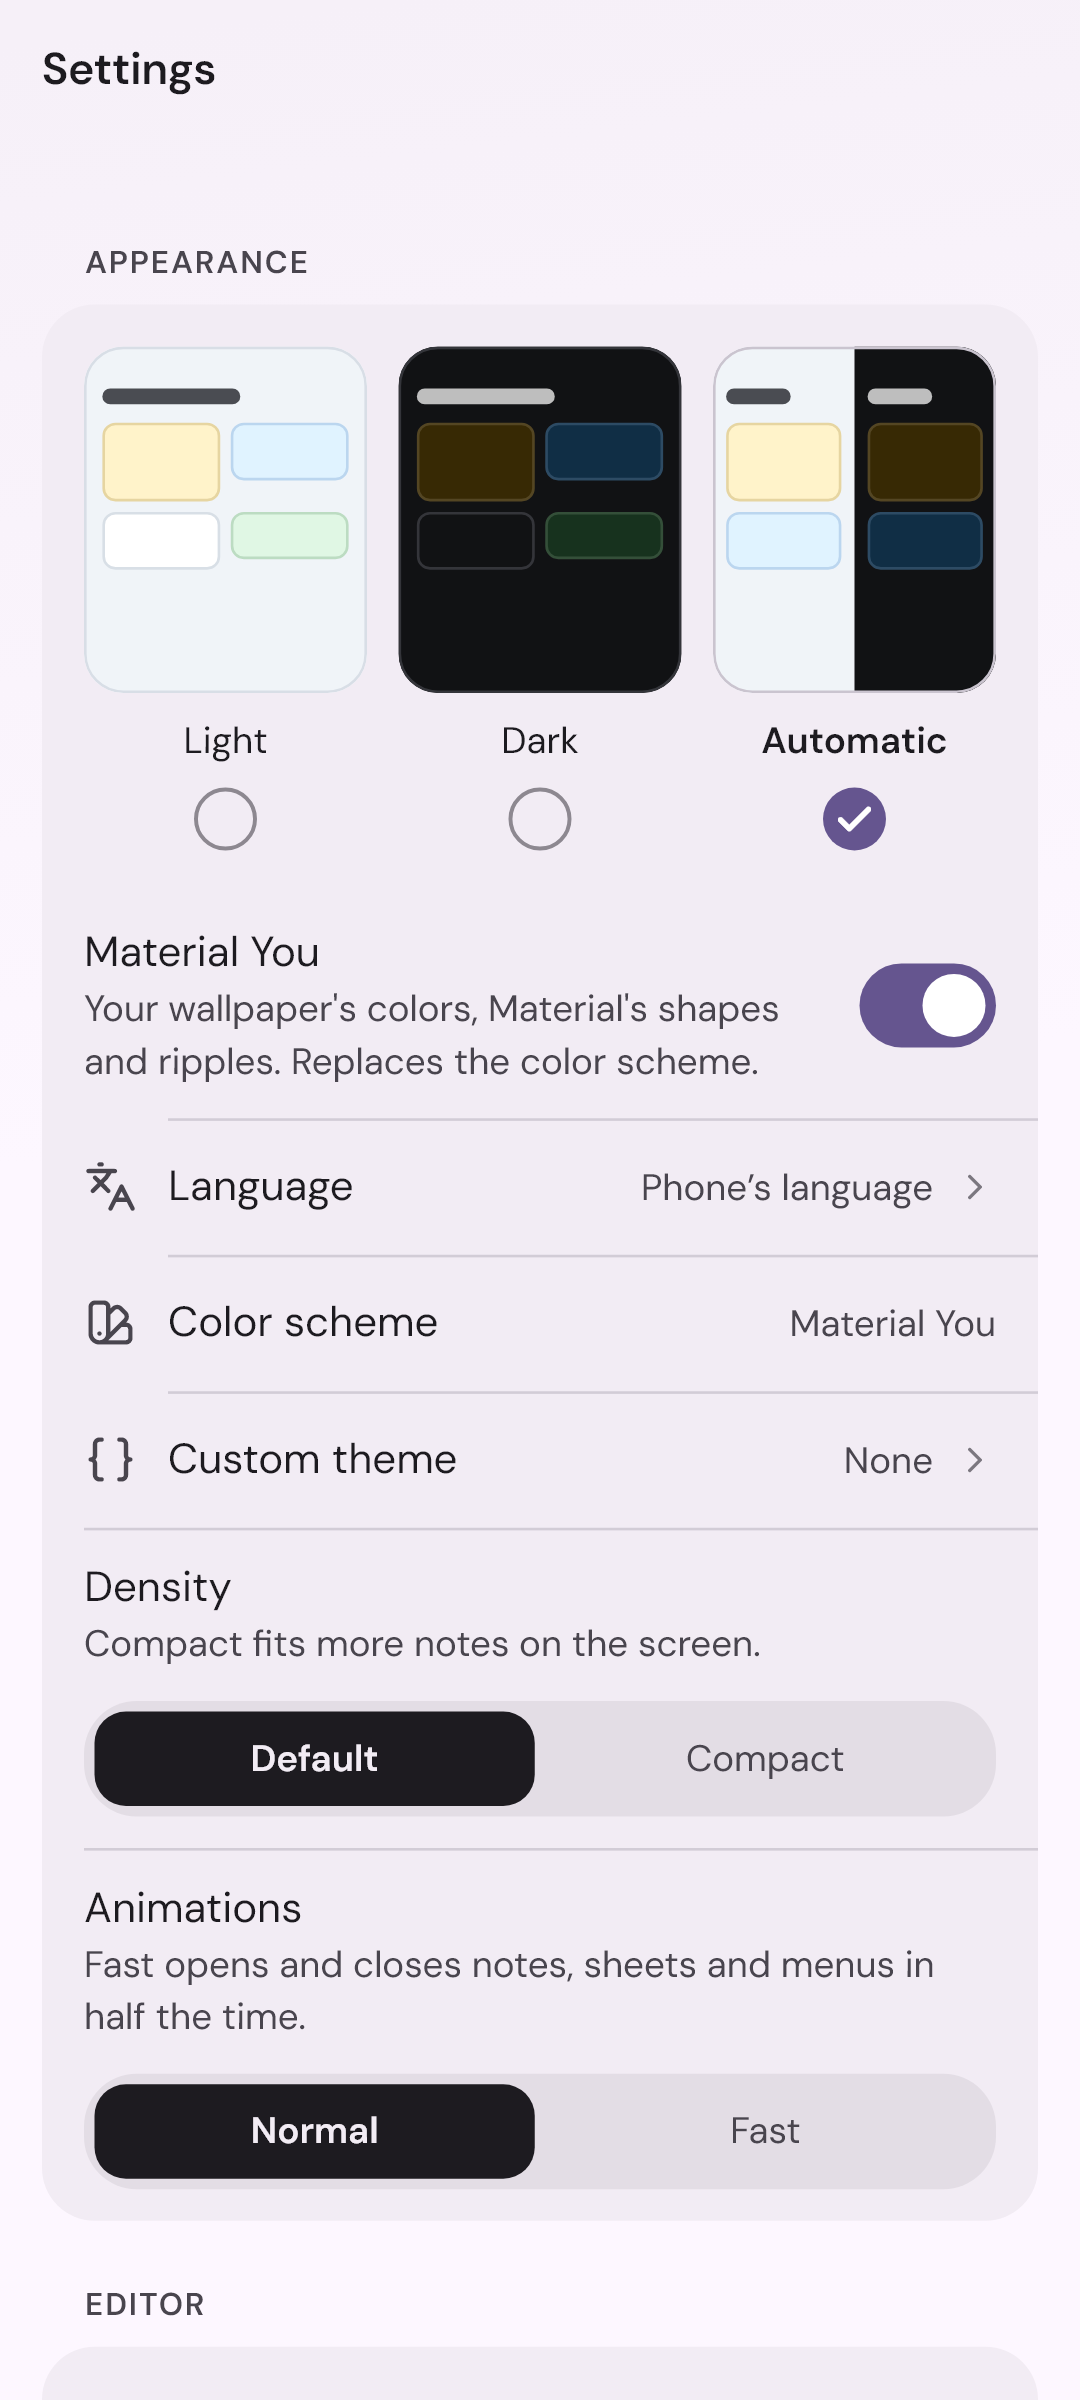 Settings
APPEARANCE
Light
Dark
Automatic
Material You
Your wallpaper's colors, Material's shapes
and ripples. Replaces the color scheme.
Language
Phone’s language
Color scheme
Material You
Custom theme
None
Density
Compact fits more notes on the screen.
Default
Compact
Animations
Fast opens and closes notes, sheets and menus in
half the time.
Normal
Fast
EDITOR